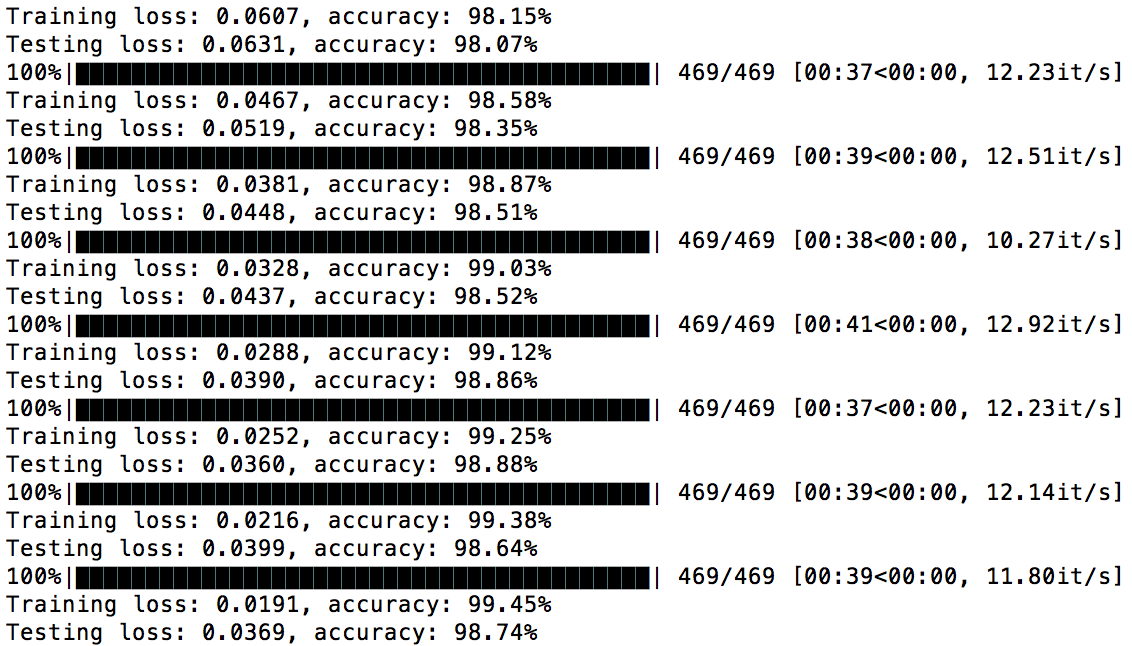 Training loss: 0.0607, accuracy: 98.15%
Testing loss: 0.0631, accuracy: 98.07%
100%|█████████████████████████████████████████| 469/469 [00:37<00:00, 12.23it/s]
Training loss: 0.0467, accuracy: 98.58%
Testing loss: 0.0519, accuracy: 98.35%
100%|█████████████████████████████████████████| 469/469 [00:39<00:00, 12.51it/s]
Training loss: 0.0381, accuracy: 98.87%
Testing loss: 0.0448, accuracy: 98.51%
100%|█████████████████████████████████████████| 469/469 [00:38<00:00, 10.27it/s]
Training loss: 0.0328, accuracy: 99.03%
Testing loss: 0.0437, accuracy: 98.52%
100%|█████████████████████████████████████████| 469/469 [00:41<00:00, 12.92it/s]
Training loss: 0.0288, accuracy: 99.12%
Testing loss: 0.0390, accuracy: 98.86%
100%|█████████████████████████████████████████| 469/469 [00:37<00:00, 12.23it/s]
Training loss: 0.0252, accuracy: 99.25%
Testing loss: 0.0360, accuracy: 98.88%
100%|█████████████████████████████████████████| 469/469 [00:39<00:00, 12.14it/s]
Training loss: 0.0216, accuracy: 99.38%
Testing loss: 0.0399, accuracy: 98.64%
100%|█████████████████████████████████████████| 469/469 [00:39<00:00, 11.80it/s]
Training loss: 0.0191, accuracy: 99.45%
Testing loss: 0.0369, accuracy: 98.74%